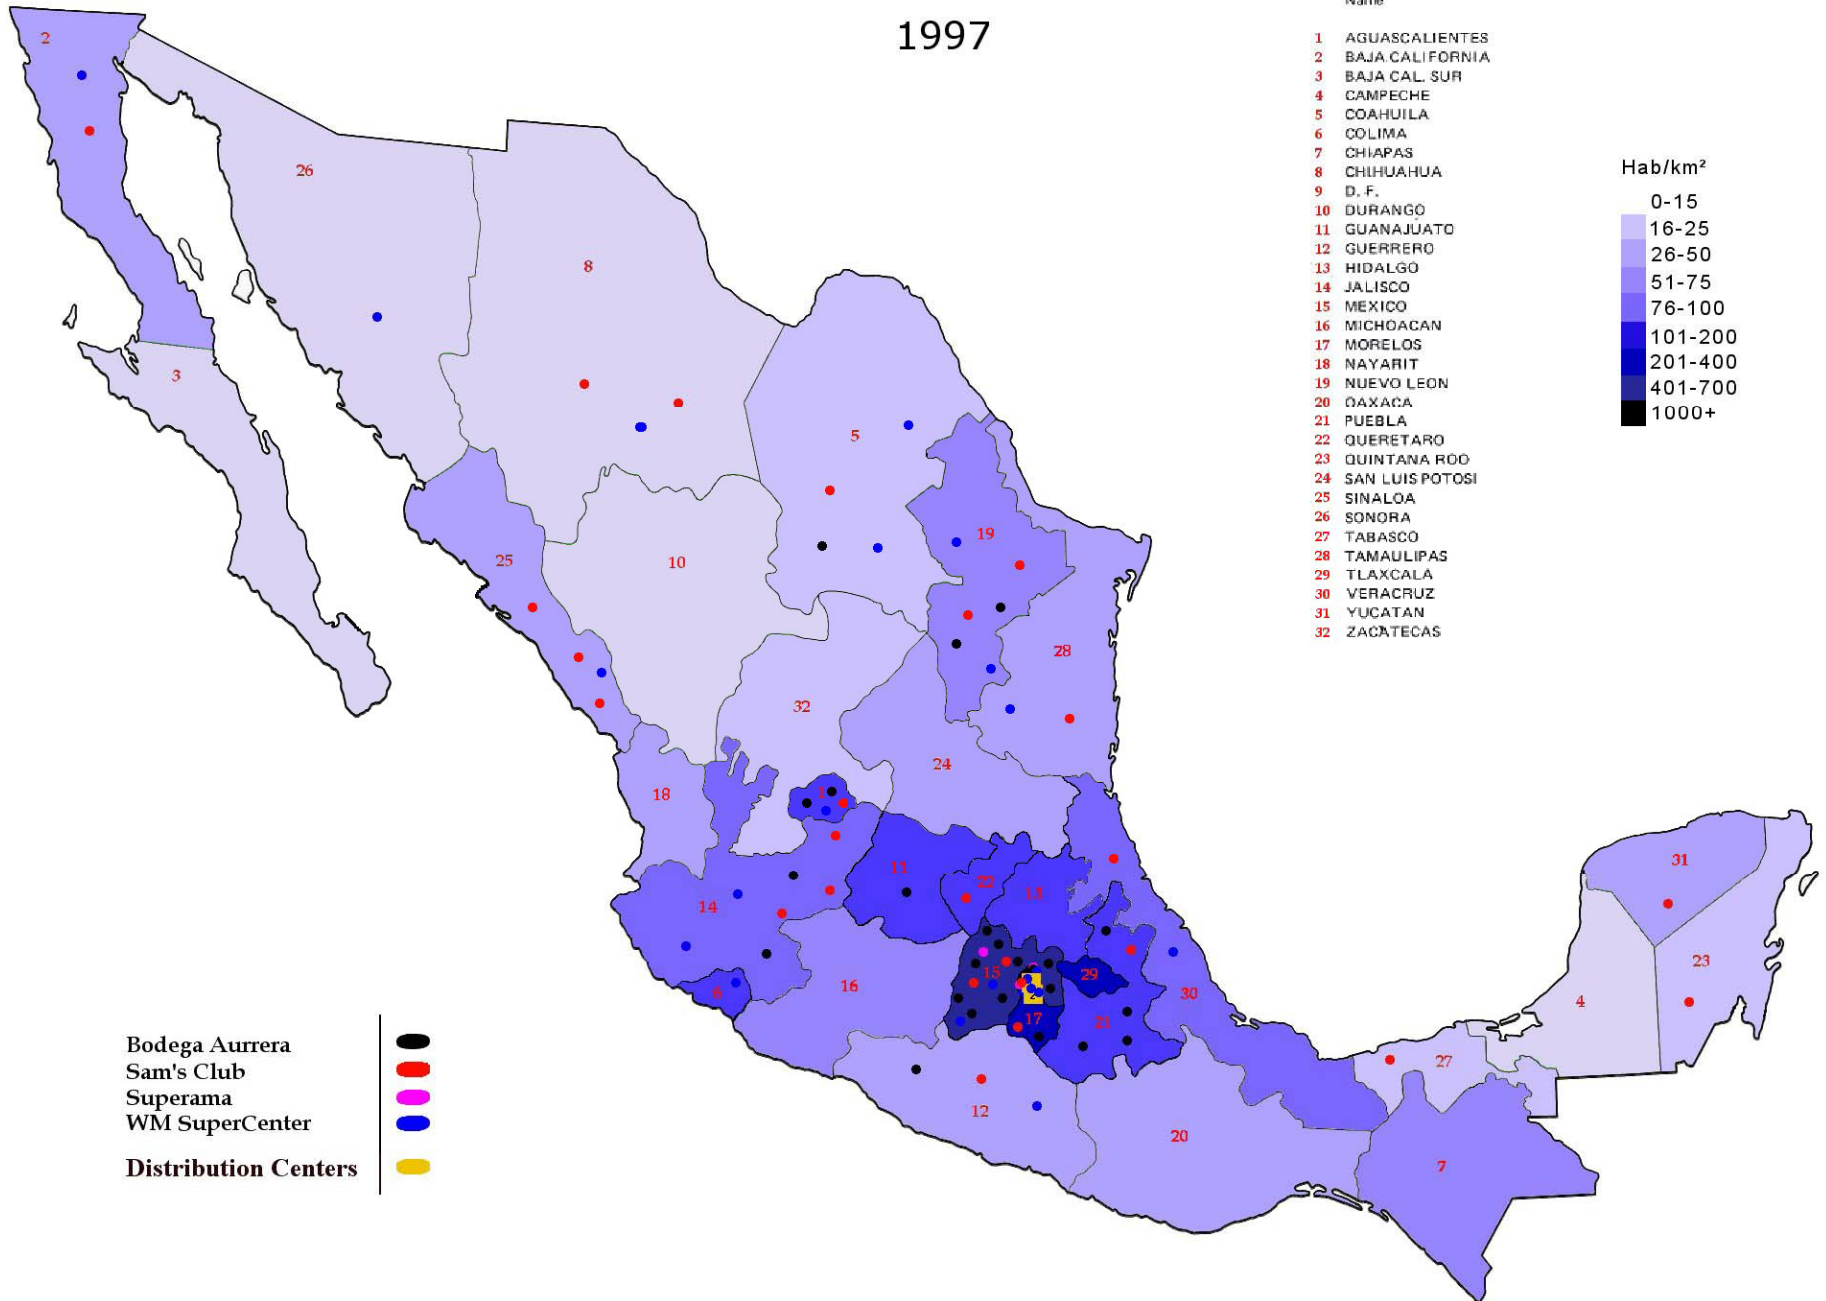 1997
Name
1 AGUASCALIENTES
2 BAJA CALIFORNIA
3 BAJA CAL. SUR
4 CAMPECHE
5 COAHUILA
6 COLIMA
7 CHIAPAS
8 CHIHUAHUA
9 D. F.
10 DURANGO
11 GUANAJUATO
12 GUERRERO
13 HIDALGO
14 JALISCO
15 MEXICO
16 MICHOACAN
17 MORELOS
18 NAYARIT
19 NUEVO LEON
20 OAXACA
21 PUEBLA
22 QUERETARO
23 QUINTANA ROO
24 SAN LUIS POTOSI
25 SINALOA
26 SONORA
27 TABASCO
28 TAMAULIPAS
29 TLAXCALA
30 VERACRUZ
31 YUCATAN
32 ZACATECAS
Hab/km²
0-15
16-25
26-50
51-75
76-100
101-200
201-400
401-700
1000+
2
26
8
3
5
19
25
10
28
32
24
18
1
11
22
13
31
14
15
29
23
16
6
30
4
2
17
21
27
12
20
7
Bodega Aurrera
Sam's Club
Superama
WM SuperCenter
Distribution Centers